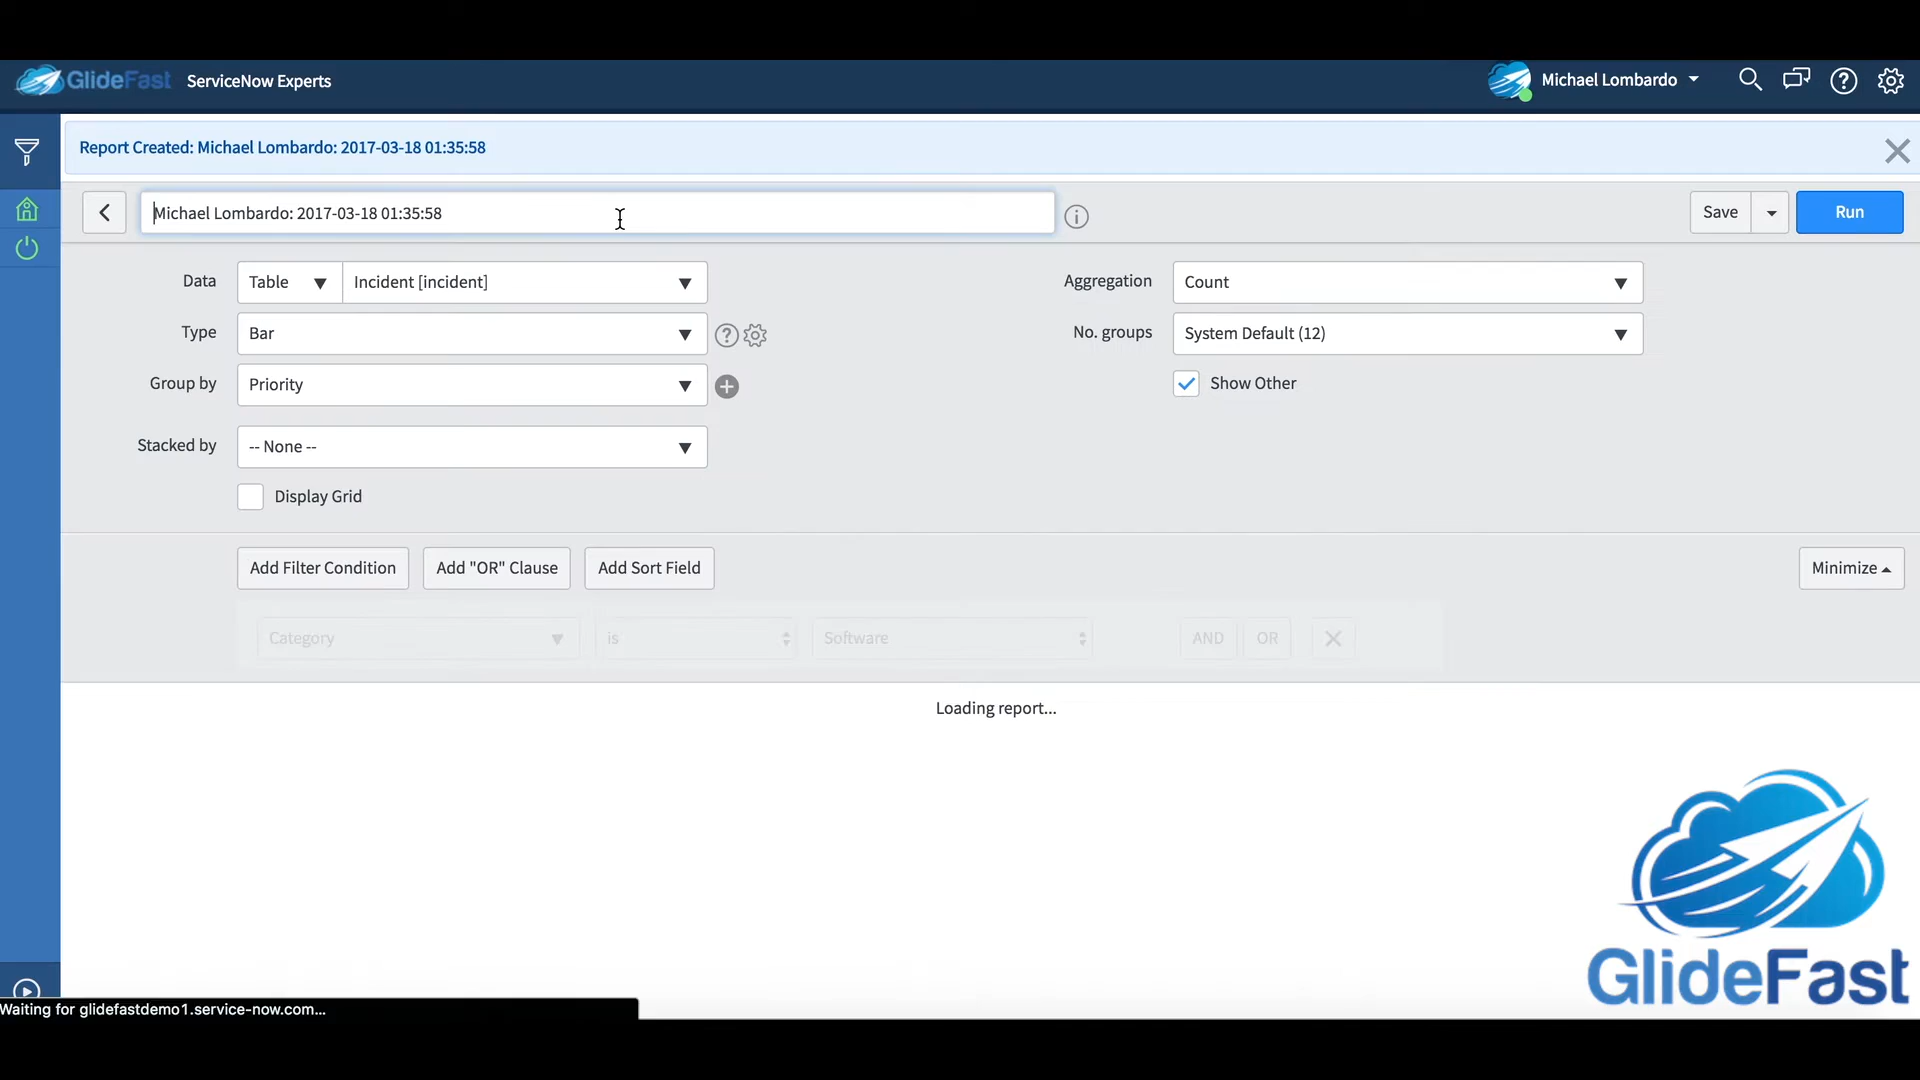 GlideFast ServiceNow Experts Michael Lombardo
Report Created: Michael Lombardo: 2017-03-18 01:35:58
Michael Lombardo: 2017-03-18 01:35:58 Save Run
Data Table Incident [incident] Aggregation Count
Type Bar No. groups System Default (12)
Group by Priority Show Other
Stacked by -- None --
Display Grid
Add Filter Condition Add "OR" Clause Add Sort Field Minimize
Category is Software AND OR
Loading report...
GlideFast
Waiting for glidefastdemo1.service-now.com...